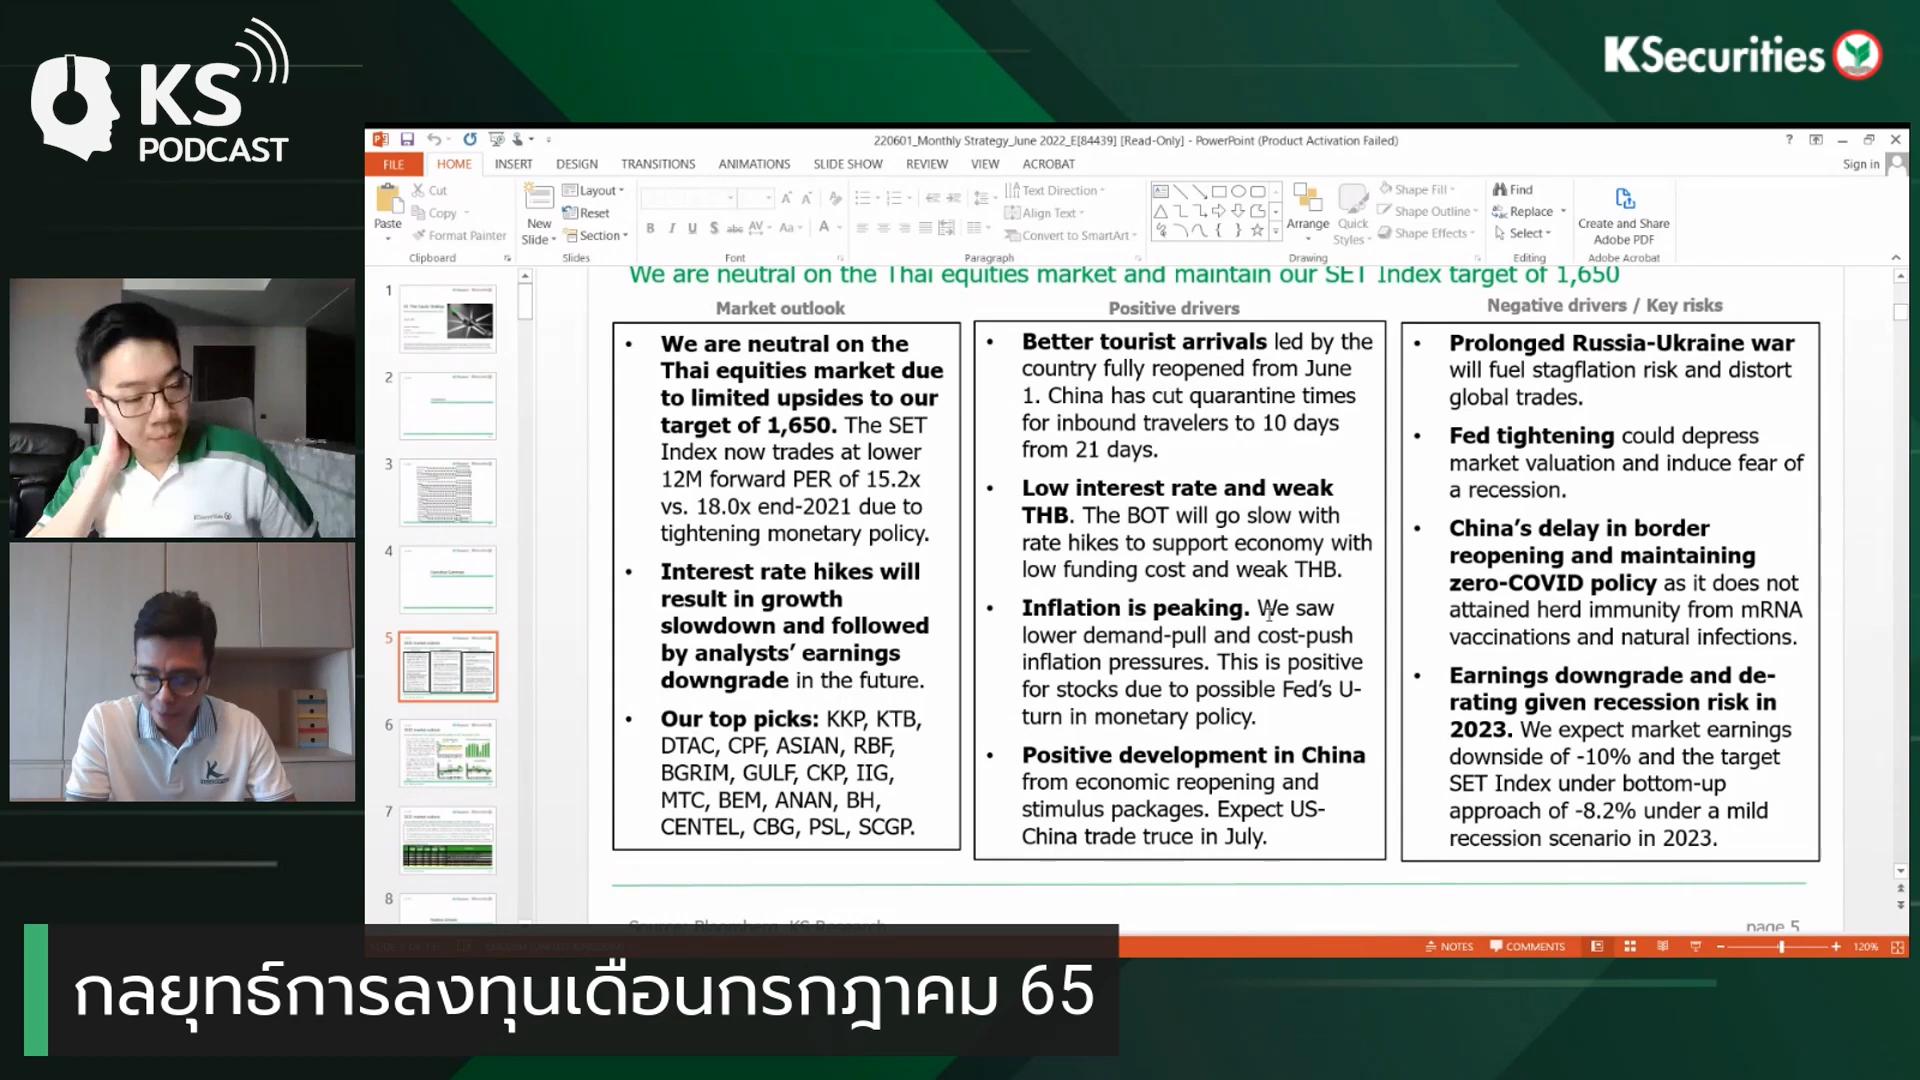 KS
PODCAST
KSecurities
220601_Monthly Strategy_June 2022_E[84439] [Read-Only] - PowerPoint (Product Activation Failed)
FILE HOME INSERT DESIGN TRANSITIONS ANIMATIONS SLIDE SHOW REVIEW VIEW ACROBAT Sign in
Paste
Cut
Copy
Format Painter
Clipboard
New
Slide
Layout
Reset
Section
Slides
Font
Text Direction
Align Text
Convert to SmartArt
Paragraph
Arrange
Quick
Styles
Shape Fill
Shape Outline
Shape Effects
Drawing
Find
Replace
Select
Editing
Create and Share
Adobe PDF
Adobe Acrobat
1
2
3
4
5
6
7
8
We are neutral on the Thai equities market and maintain our SET Index target of 1,650
Market outlook
• We are neutral on the
Thai equities market due
to limited upsides to our
target of 1,650. The SET
Index now trades at lower
12M forward PER of 15.2x
vs. 18.0x end-2021 due to
tightening monetary policy.
• Interest rate hikes will
result in growth
slowdown and followed
by analysts' earnings
downgrade in the future.
• Our top picks: KKP, KTB,
DTAC, CPF, ASIAN, RBF,
BGRIM, GULF, CKP, IIG,
MTC, BEM, ANAN, BH,
CENTEL, CBG, PSL, SCGP.
Positive drivers
• Better tourist arrivals led by the
country fully reopened from June
1. China has cut quarantine times
for inbound travelers to 10 days
from 21 days.
• Low interest rate and weak
THB. The BOT will go slow with
rate hikes to support economy with
low funding cost and weak THB.
• Inflation is peaking. We saw
lower demand-pull and cost-push
inflation pressures. This is positive
for stocks due to possible Fed's U-
turn in monetary policy.
• Positive development in China
from economic reopening and
stimulus packages. Expect US-
China trade truce in July.
Negative drivers / Key risks
• Prolonged Russia-Ukraine war
will fuel stagflation risk and distort
global trades.
• Fed tightening could depress
market valuation and induce fear of
a recession.
• China's delay in border
reopening and maintaining
zero-COVID policy as it does not
attained herd immunity from mRNA
vaccinations and natural infections.
• Earnings downgrade and de-
rating given recession risk in
2023. We expect market earnings
downside of -10% and the target
SET Index under bottom-up
approach of -8.2% under a mild
recession scenario in 2023.
Source: Bloomberg, KS Research
page 5
NOTES COMMENTS 120%
กลยุทธ์การลงทุนเดือนกรกฎาคม 65